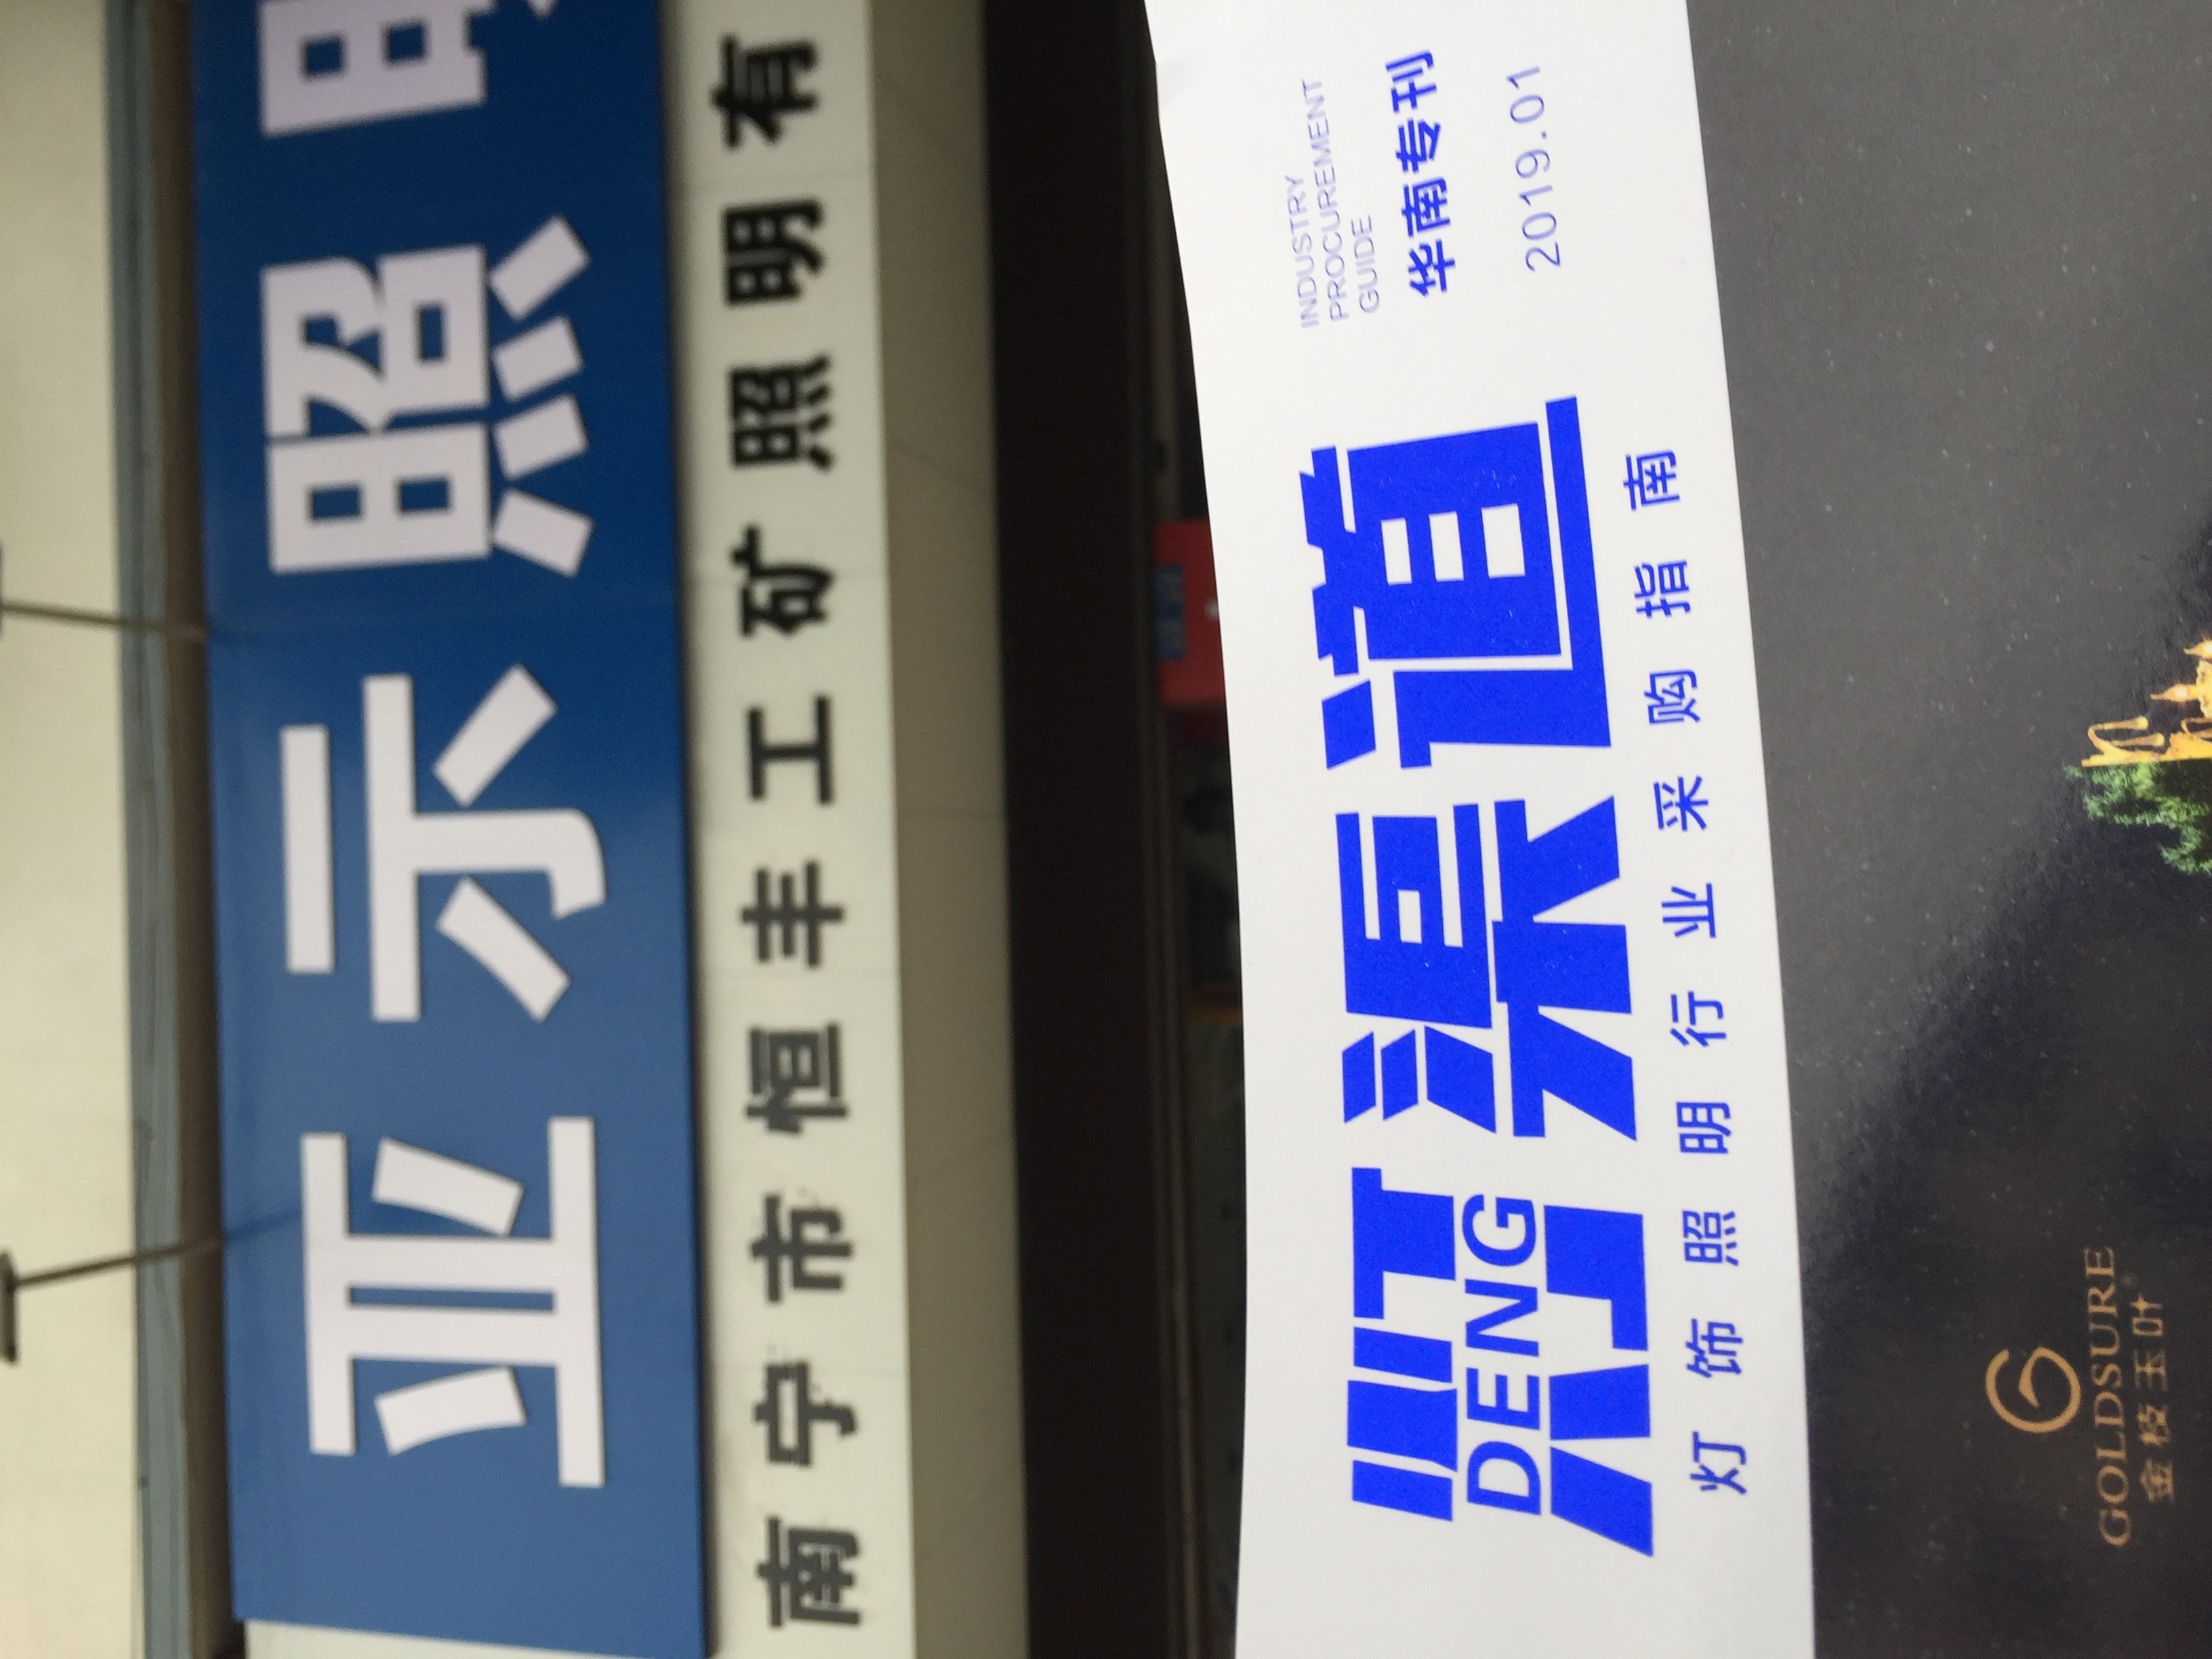 亚示照明
南宁市恒丰工矿照明有
灯渠道
DENG
灯饰照明行业采购指南
INDUSTRY
PROCUREMENT
GUIDE
华南专刊
2019.01
GOLDSURE
金枝玉叶